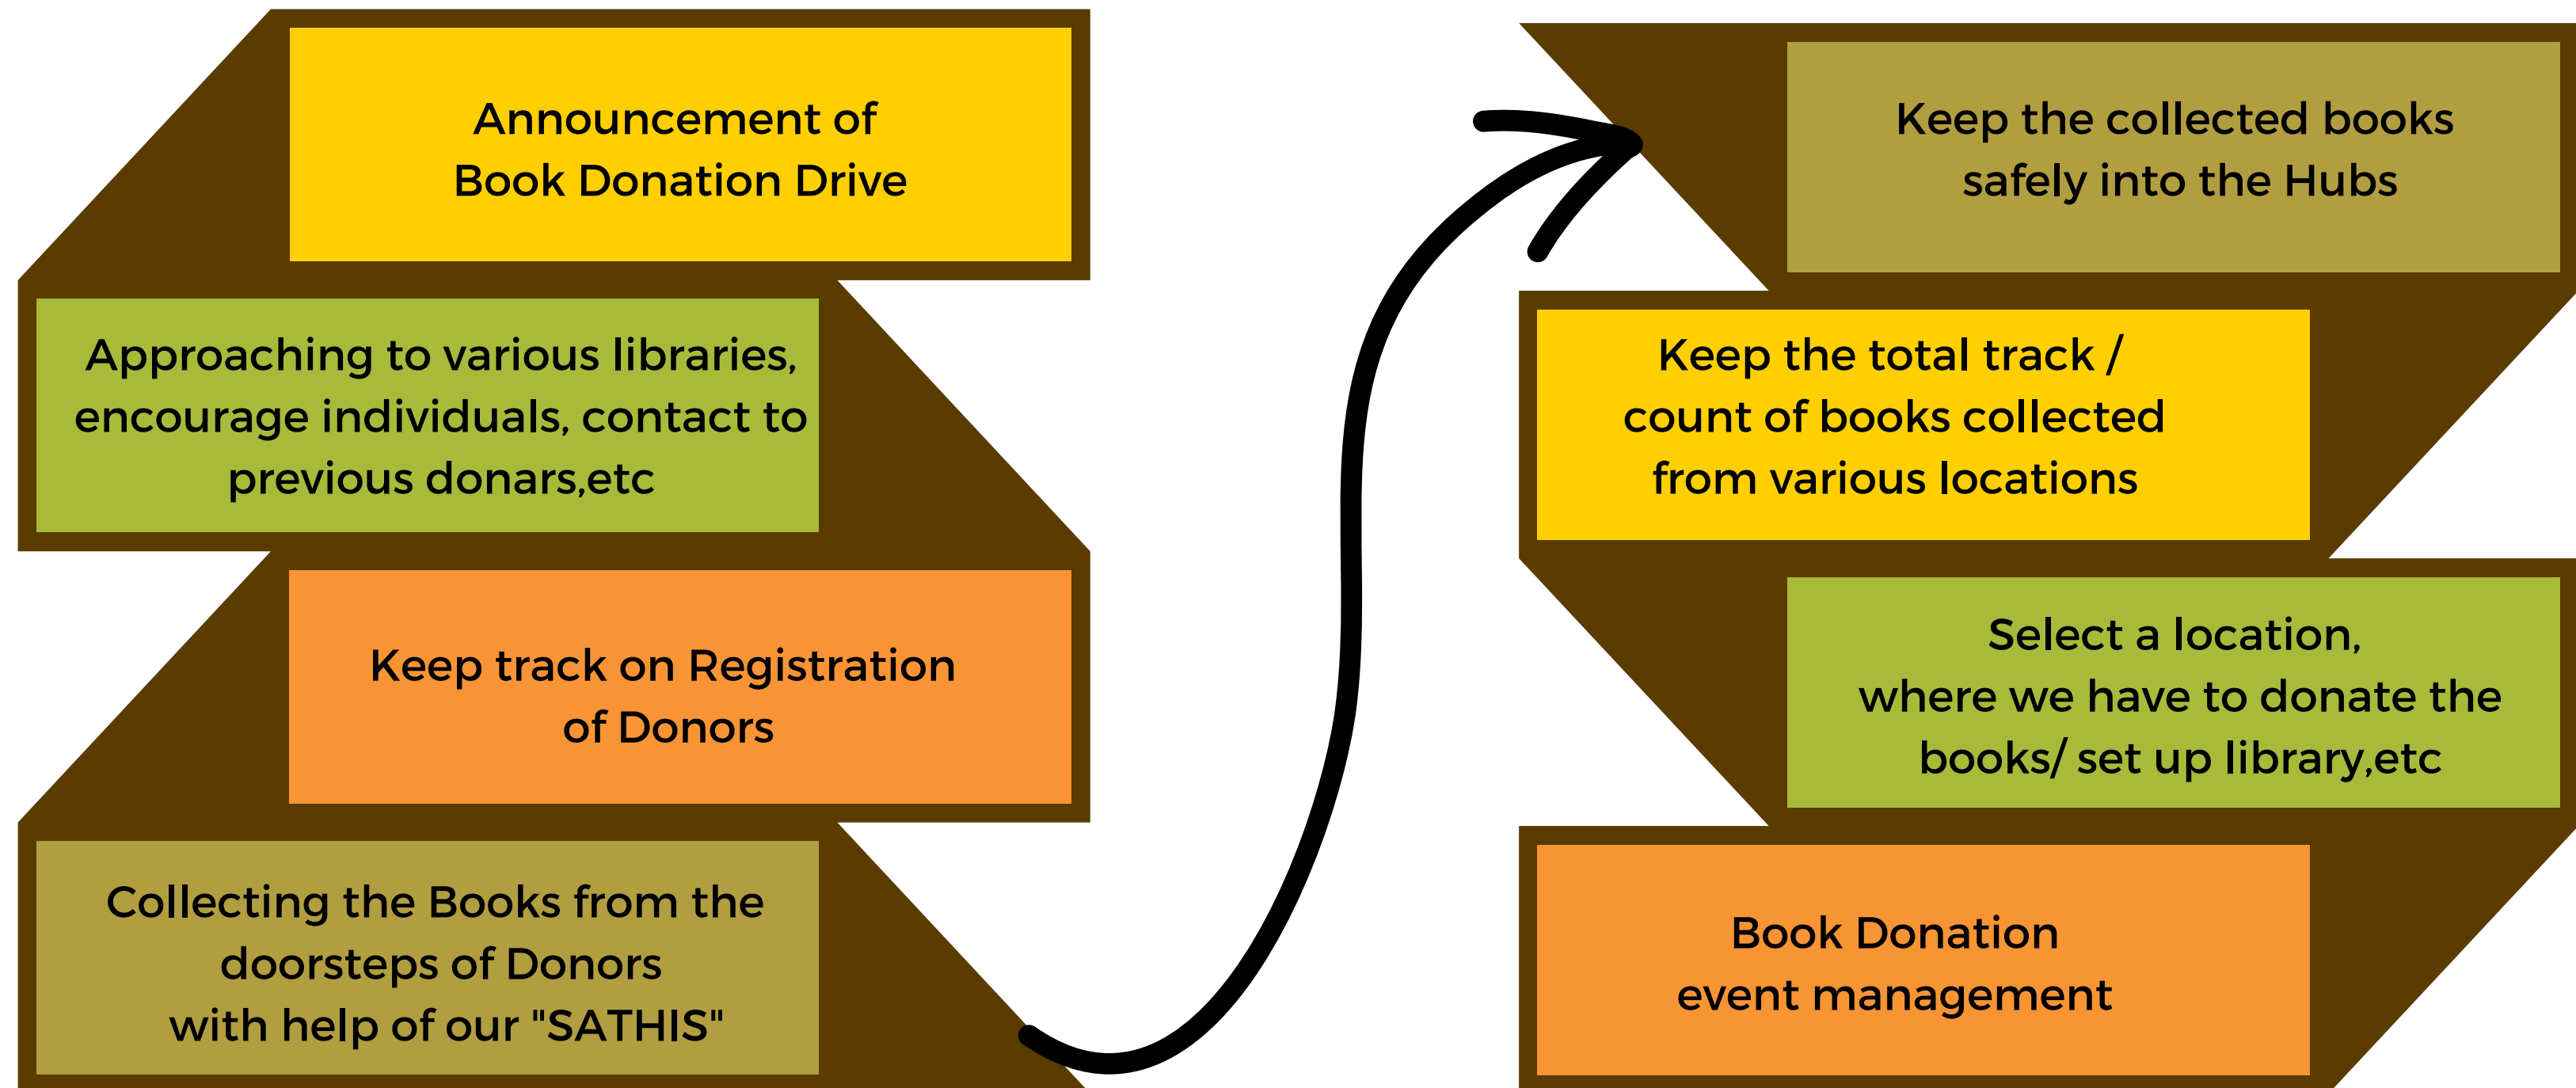 Announcement of
Book Donation Drive
Approaching to various libraries,
encourage individuals, contact to
previous donars,etc
Keep track on Registration
of Donors
Collecting the Books from the
doorsteps of Donors
with help of our "SATHIS"
Keep the collected books
safely into the Hubs
Keep the total track /
count of books collected
from various locations
Select a location,
where we have to donate the
books/ set up library,etc
Book Donation
event management